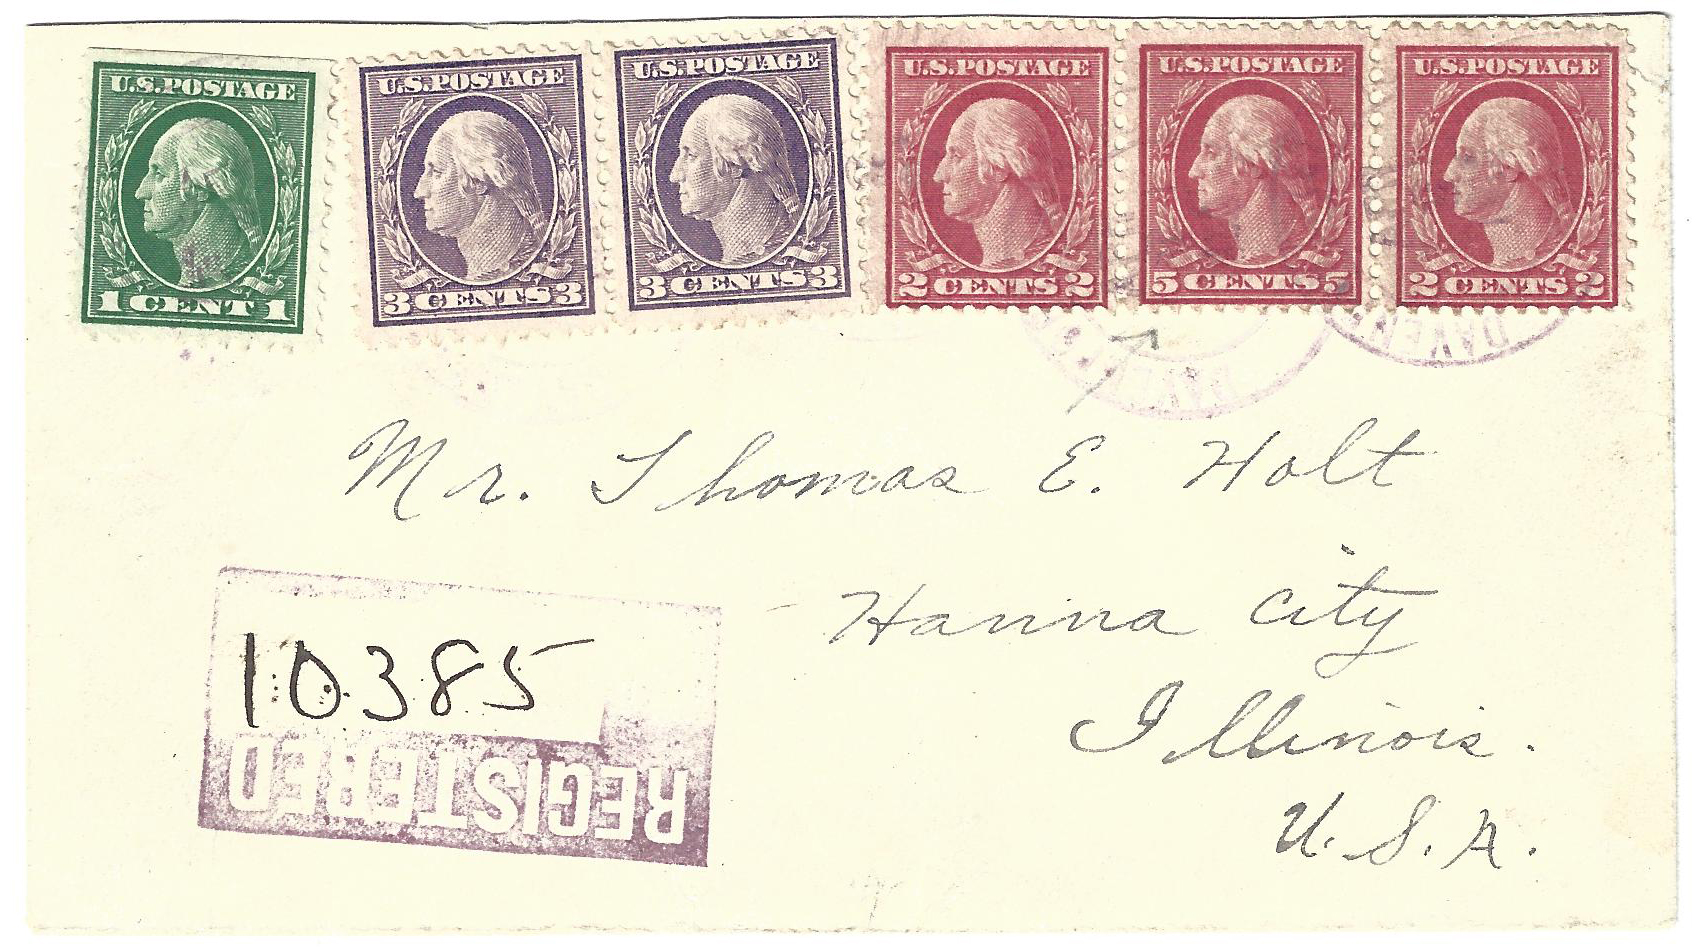 U.S.POSTAGE
1 CENT 1
U.S.POSTAGE
3 CENTS 3
U.S.POSTAGE
3 CENTS 3
U.S.POSTAGE
2 CENTS 2
U.S.POSTAGE
5 CENTS 5
U.S.POSTAGE
2 CENTS 2
Mr. Thomas E. Holt
Hanna City
Illinois.
U.S.A.
10385
REGISTERED